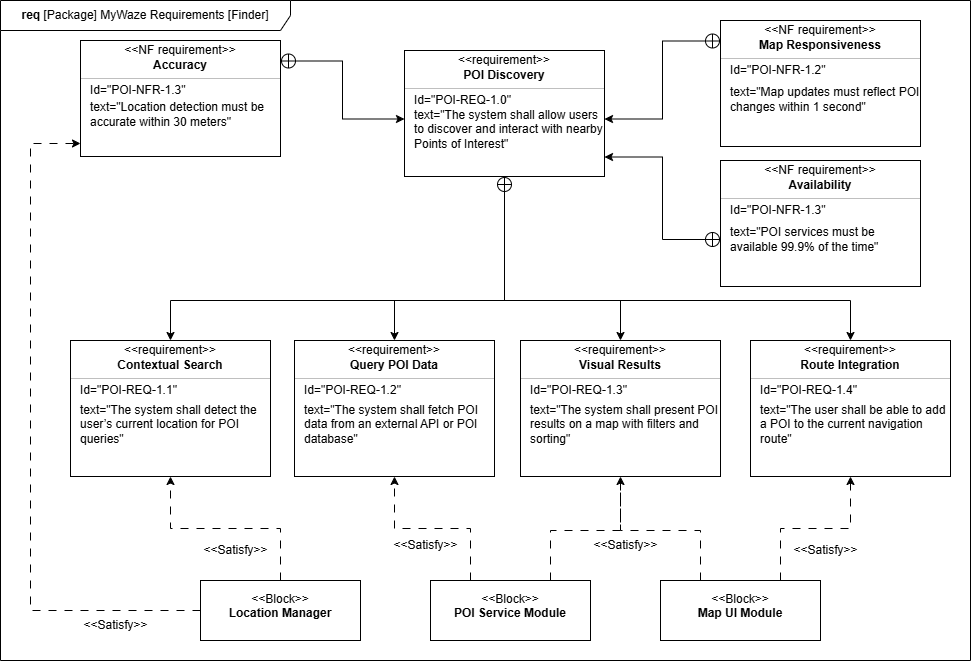 req [Package] MyWaze Requirements [Finder]
<<NF requirement>>
Accuracy
Id="POI-NFR-1.3"
text="Location detection must be
accurate within 30 meters"
<<requirement>>
POI Discovery
Id="POI-REQ-1.0"
text="The system shall allow users
to discover and interact with nearby
Points of Interest"
<<NF requirement>>
Map Responsiveness
Id="POI-NFR-1.2"
text="Map updates must reflect POI
changes within 1 second"
<<NF requirement>>
Availability
Id="POI-NFR-1.3"
text="POI services must be
available 99.9% of the time"
<<requirement>>
Contextual Search
Id="POI-REQ-1.1"
text="The system shall detect the
user's current location for POI
queries"
<<requirement>>
Query POI Data
Id="POI-REQ-1.2"
text="The system shall fetch POI
data from an external API or POI
database"
<<requirement>>
Visual Results
Id="POI-REQ-1.3"
text="The system shall present POI
results on a map with filters and
sorting"
<<requirement>>
Route Integration
Id="POI-REQ-1.4"
text="The user shall be able to add
a POI to the current navigation
route"
<<Satisfy>>
<<Satisfy>>
<<Satisfy>>
<<Satisfy>>
<<Block>>
Location Manager
<<Block>>
POI Service Module
<<Block>>
Map UI Module
<<Satisfy>>